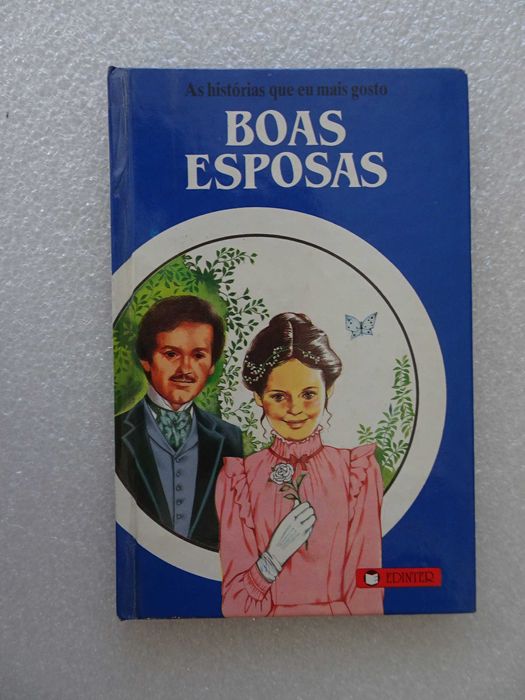 As histórias que eu mais gosto
BOAS
ESPOSAS
EDINTER